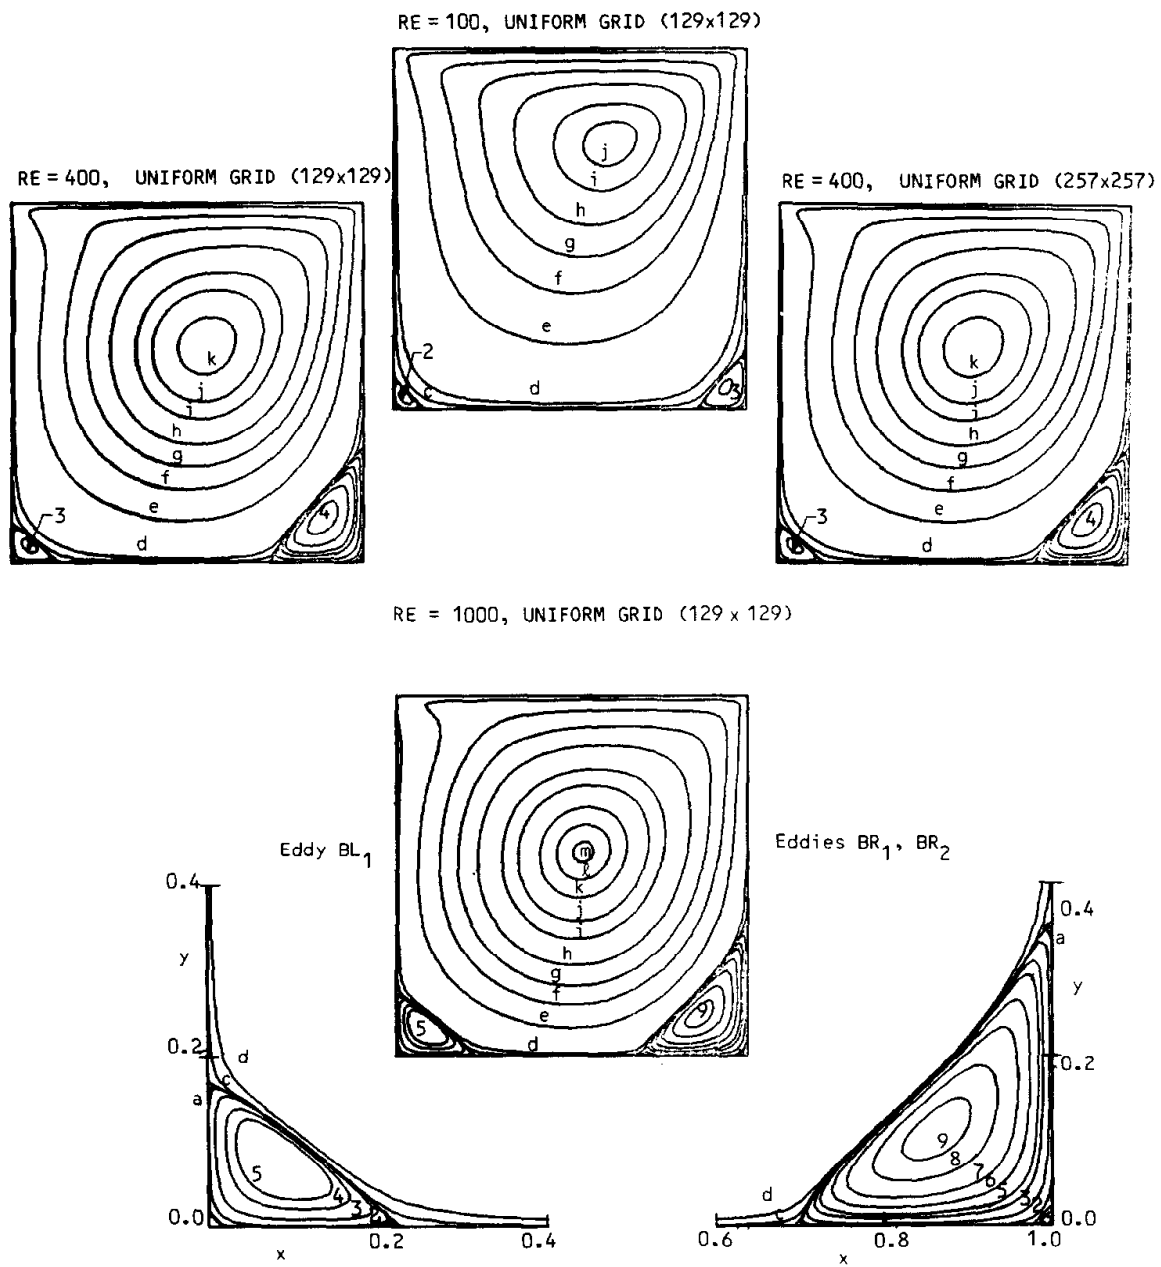 RE = 100, UNIFORM GRID (129x129)
j
i
h
g
f
e
d
c
2
3
RE = 400, UNIFORM GRID (129x129)
k
j
i
h
g
f
e
d
3
4
RE = 400, UNIFORM GRID (257x257)
k
j
i
h
g
f
e
d
3
4
RE = 1000, UNIFORM GRID (129 x 129)
m
ℓ
k
j
i
h
g
f
e
d
5
9
Eddy BL1
0.4
y
0.2
d
c
a
5
4
3
2
0.0
0.2
0.4
x
Eddies BR1, BR2
0.4
a
y
0.2
9
8
7
6
5
3
2
d
c
b
0.0
0.6
0.8
1.0
x